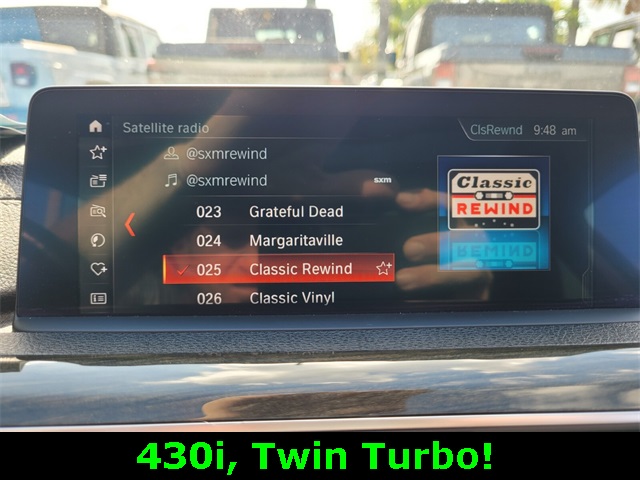 Satellite radio
ClsRewnd 9:48 am
@sxmrewind
@sxmrewind
sxm
023 Grateful Dead
024 Margaritaville
025 Classic Rewind
026 Classic Vinyl
Classic
REWIND
430i, Twin Turbo!